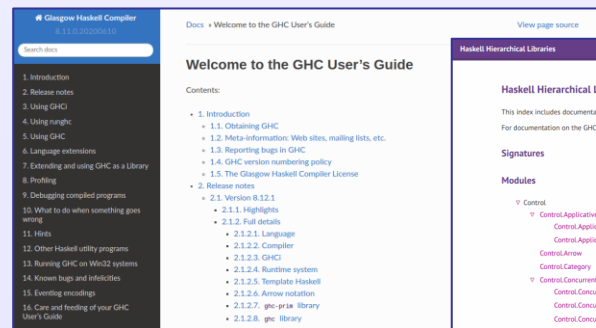 Glasgow Haskell Compiler
8.11.0.20200610
Search docs
1. Introduction
2. Release notes
3. Using GHCi
4. Using runghc
5. Using GHC
6. Language extensions
7. Extending and using GHC as a Library
8. Profiling
9. Debugging compiled programs
10. What to do when something goes
wrong
11. Hints
12. Other Haskell utility programs
13. Running GHC on Win32 systems
14. Known bugs and infelicities
15. Eventlog encodings
16. Care and feeding of your GHC
User's Guide
Docs » Welcome to the GHC User's Guide
View page source
Welcome to the GHC User's Guide
Contents:
1. Introduction
1.1. Obtaining GHC
1.2. Meta-information: Web sites, mailing lists, etc.
1.3. Reporting bugs in GHC
1.4. GHC version numbering policy
1.5. The Glasgow Haskell Compiler License
2. Release notes
2.1. Version 8.12.1
2.1.1. Highlights
2.1.2. Full details
2.1.2.1. Language
2.1.2.2. Compiler
2.1.2.3. GHCi
2.1.2.4. Runtime system
2.1.2.5. Template Haskell
2.1.2.6. Arrow notation
2.1.2.7. ghc-prim library
2.1.2.8. ghc library
Haskell Hierarchical Libraries
Haskell Hierarchical L
This index includes documenta
For documentation on the GHC
Signatures
Modules
Control
Control.Applicative
Control.Applic
Control.Applic
Control.Arrow
Control.Category
Control.Concurrent
Control.Concu
Control.Concu
Control.Concu